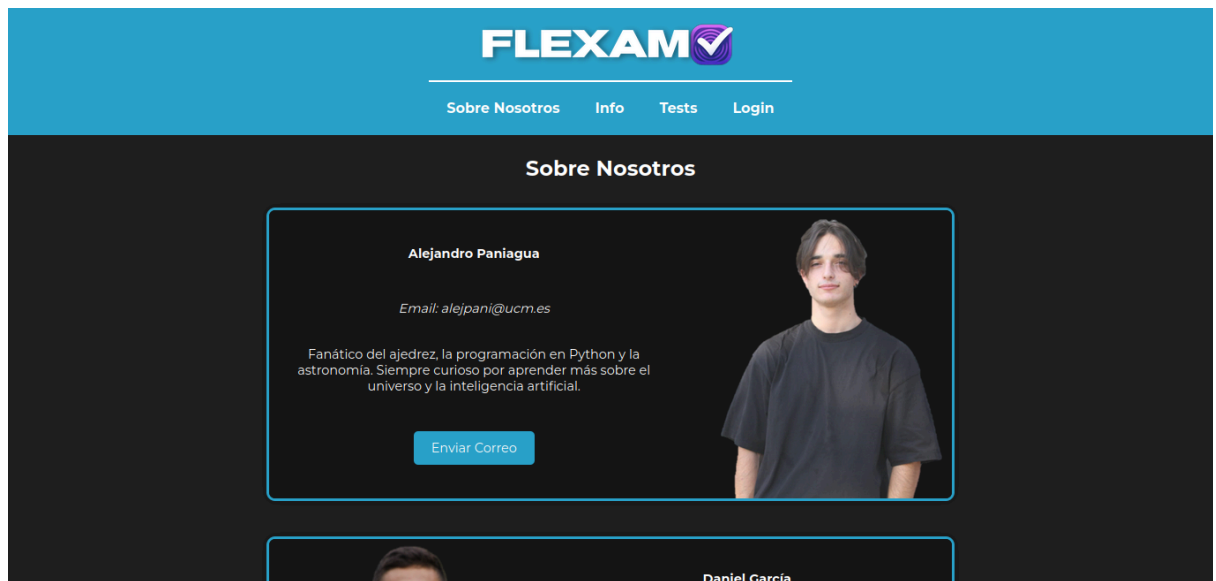 FLEXAM
Sobre Nosotros Info Tests Login
Sobre Nosotros
Alejandro Paniagua
Email: alejpani@ucm.es
Fanático del ajedrez, la programación en Python y la
astronomía. Siempre curioso por aprender más sobre el
universo y la inteligencia artificial.
Enviar Correo
Daniel García